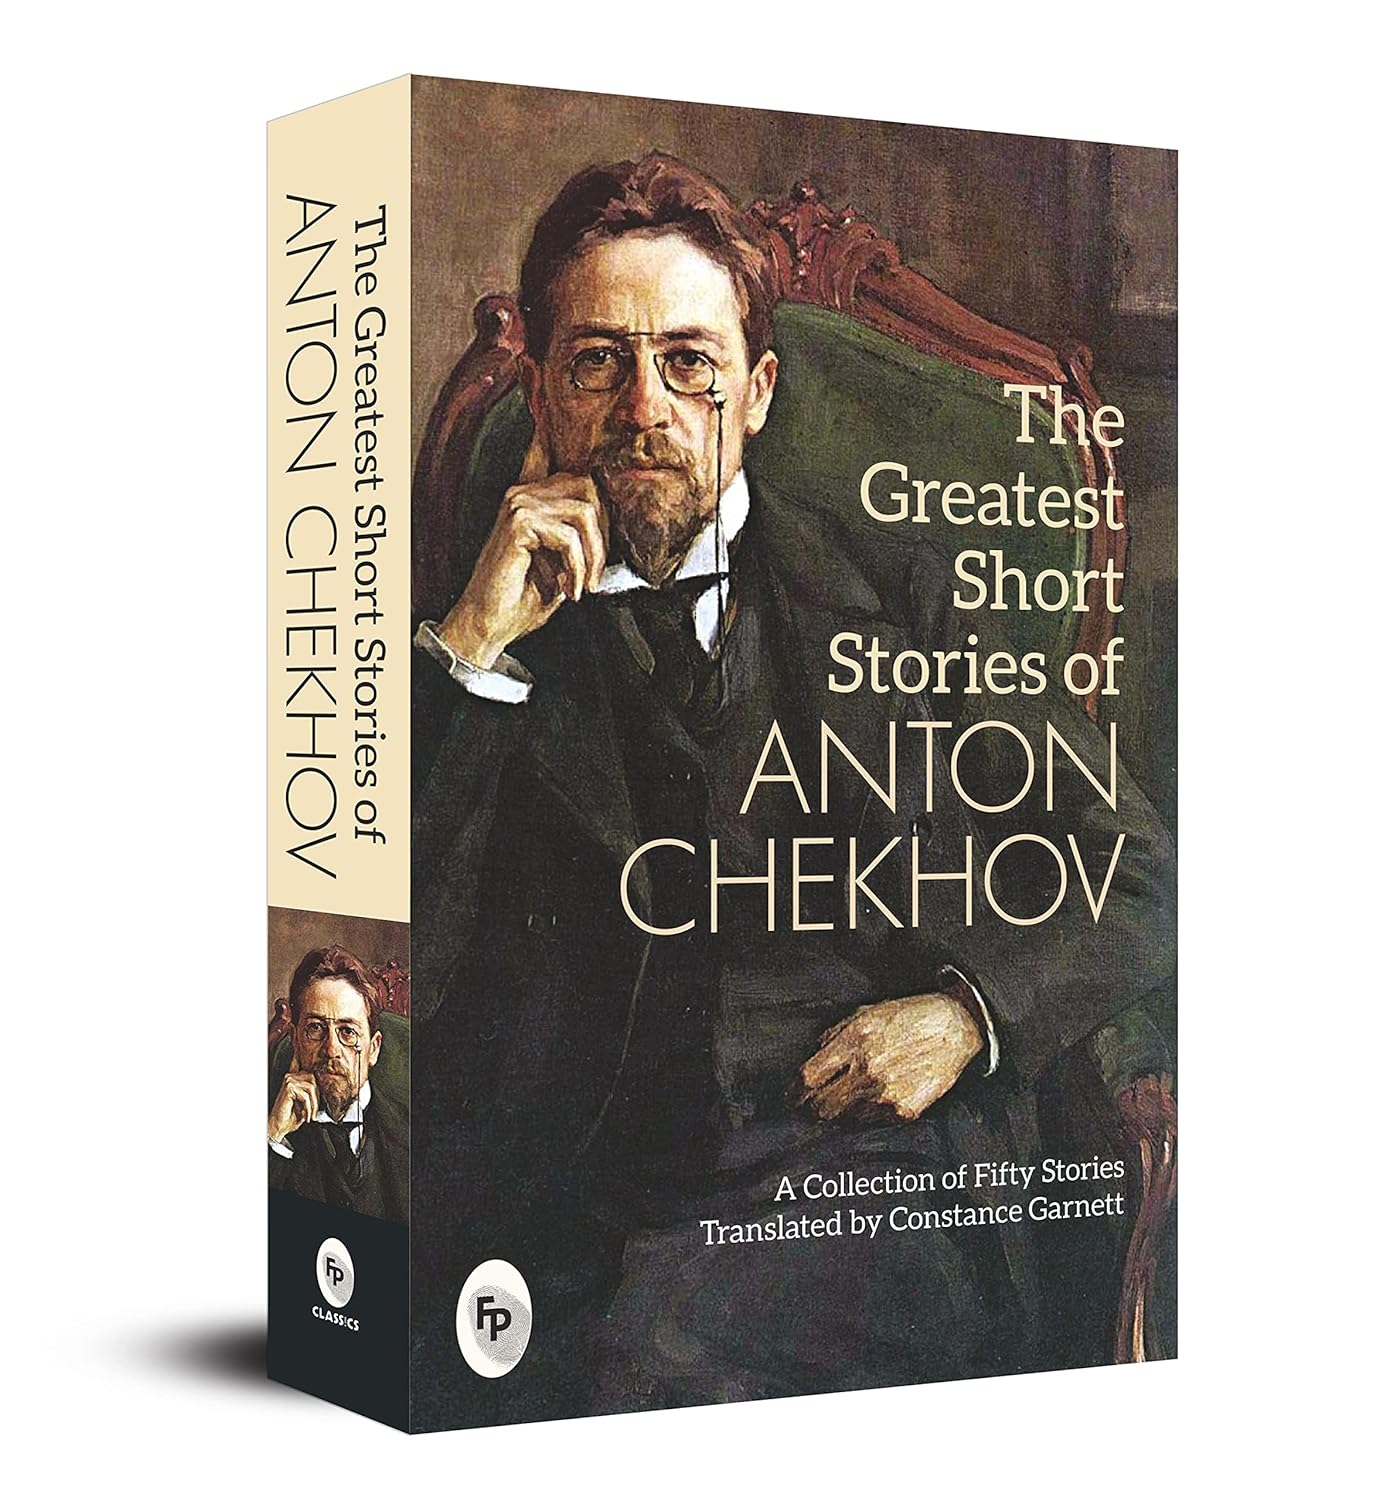 The Greatest Short Stories of
ANTON CHEKHOV
FP
CLASSICS
The
Greatest
Short
Stories of
ANTON
CHEKHOV
A Collection of Fifty Stories
Translated by Constance Garnett
FP